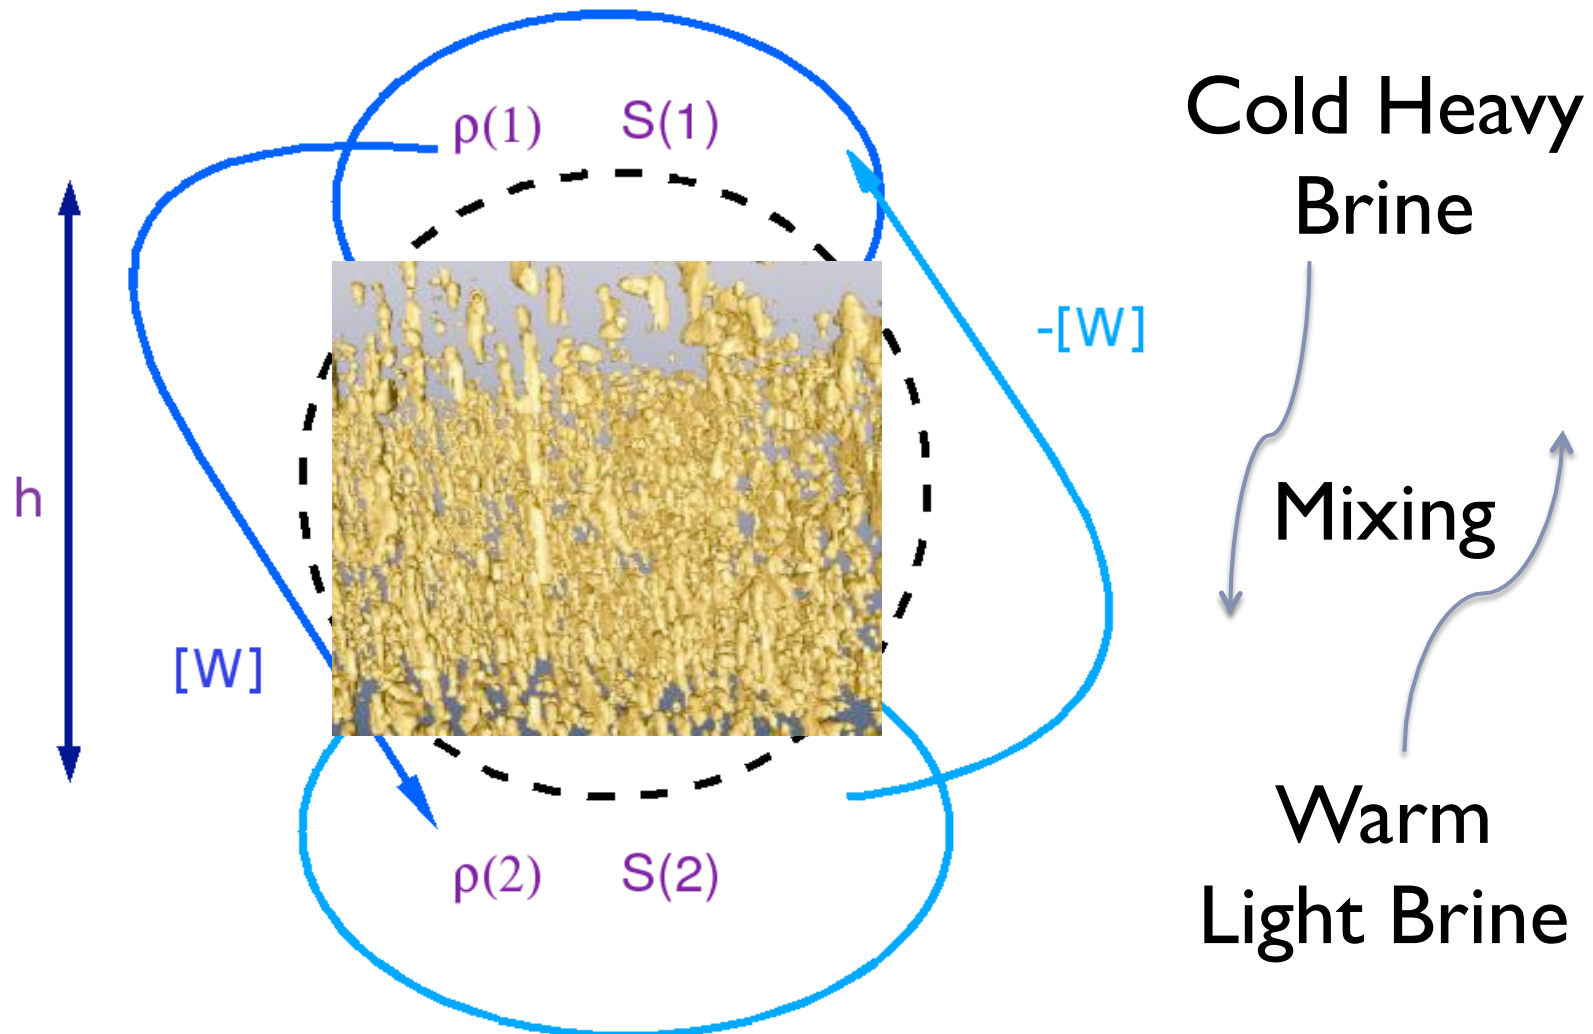 ρ(1) S(1)
Cold Heavy
Brine
-[W]
h
Mixing
[W]
Warm
Light Brine
ρ(2) S(2)